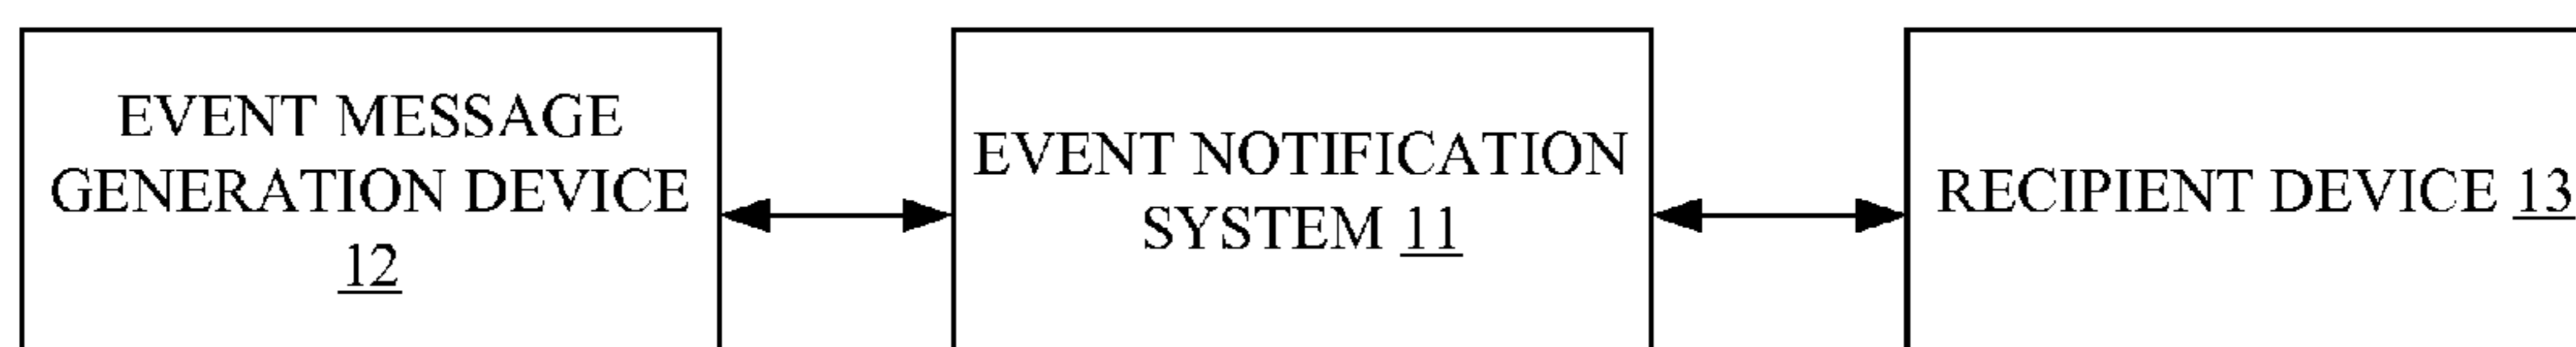 EVENT MESSAGE
GENERATION DEVICE
12
EVENT NOTIFICATION
SYSTEM 11
RECIPIENT DEVICE 13